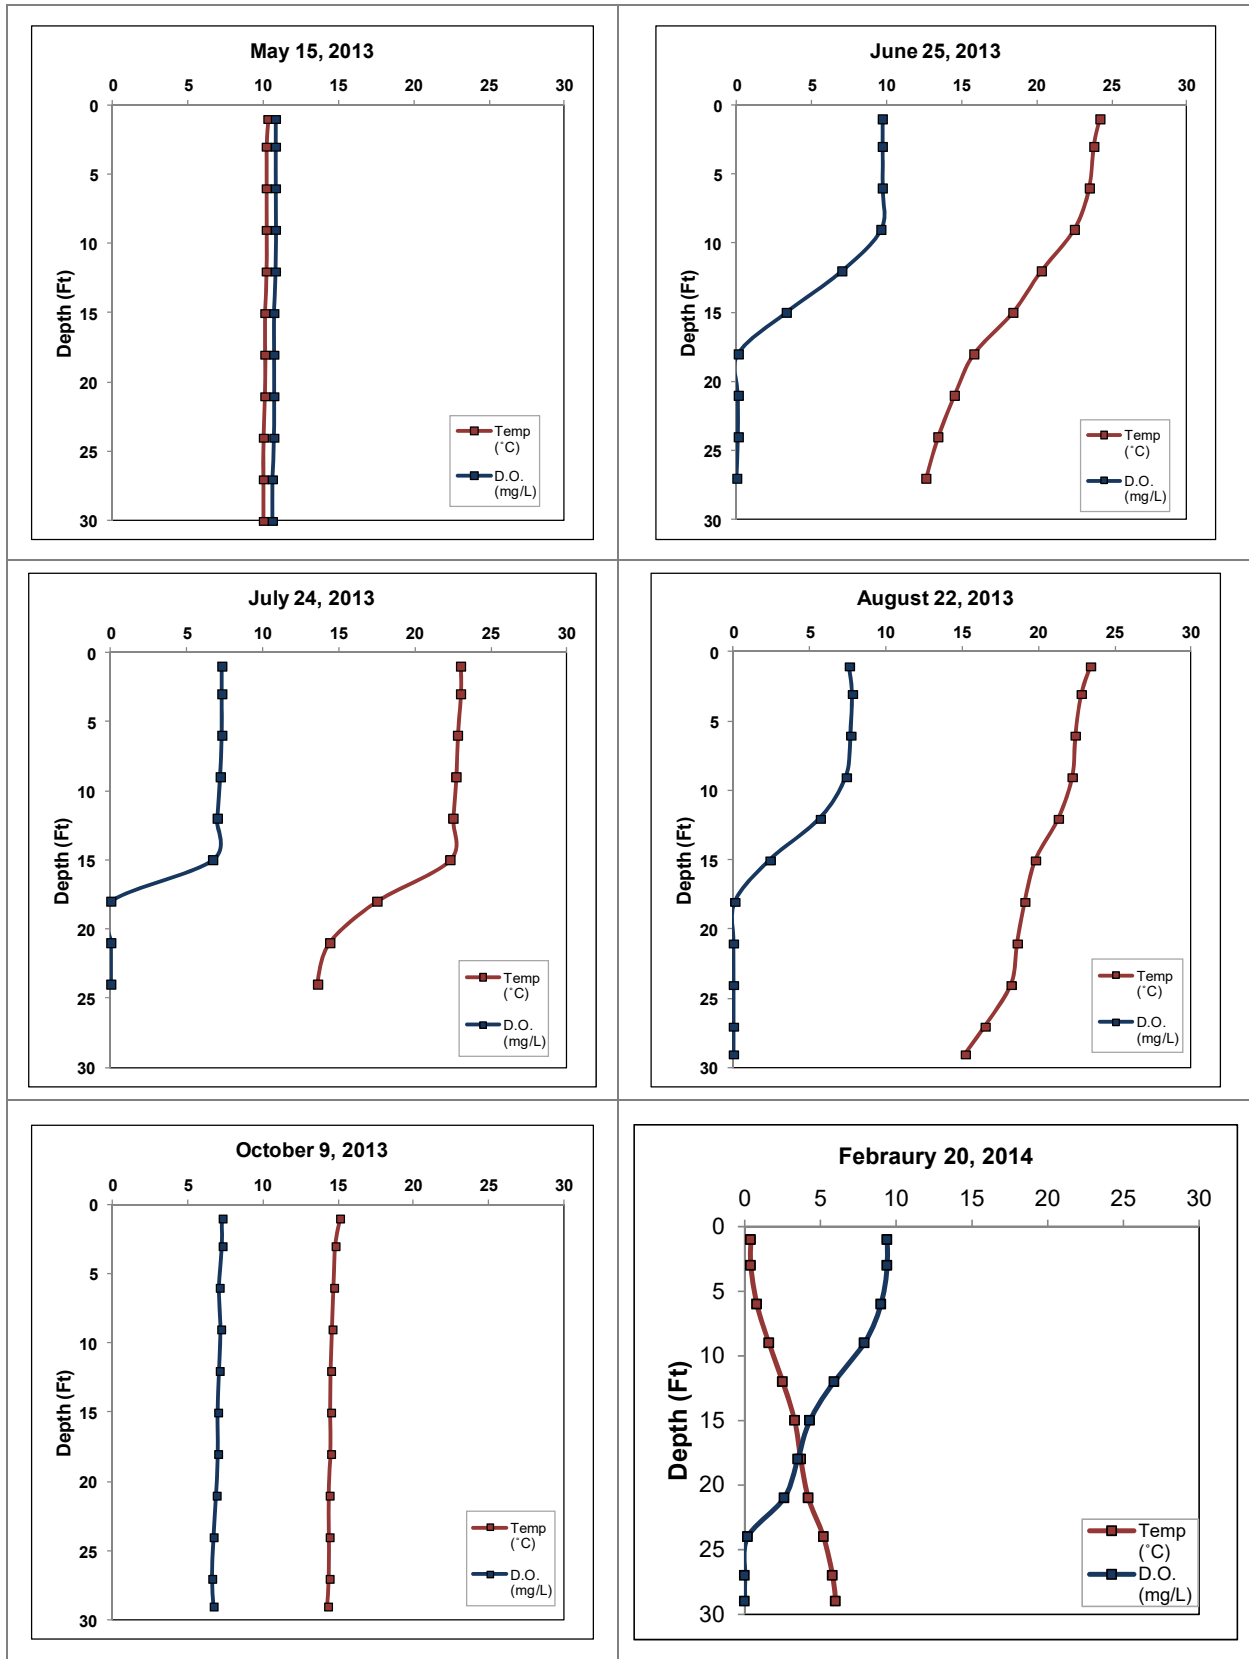 May 15, 2013
0 5 10 15 20 25 30
0
5
10
15
20
25
30
Depth (Ft)
Temp
(˚C)
D.O.
(mg/L)
June 25, 2013
0 5 10 15 20 25 30
0
5
10
15
20
25
30
Depth (Ft)
Temp
(˚C)
D.O.
(mg/L)
July 24, 2013
0 5 10 15 20 25 30
0
5
10
15
20
25
30
Depth (Ft)
Temp
(˚C)
D.O.
(mg/L)
August 22, 2013
0 5 10 15 20 25 30
0
5
10
15
20
25
30
Depth (Ft)
Temp
(˚C)
D.O.
(mg/L)
October 9, 2013
0 5 10 15 20 25 30
0
5
10
15
20
25
30
Depth (Ft)
Temp
(˚C)
D.O.
(mg/L)
Febraury 20, 2014
0 5 10 15 20 25 30
0
5
10
15
20
25
30
Depth (Ft)
Temp
(˚C)
D.O.
(mg/L)